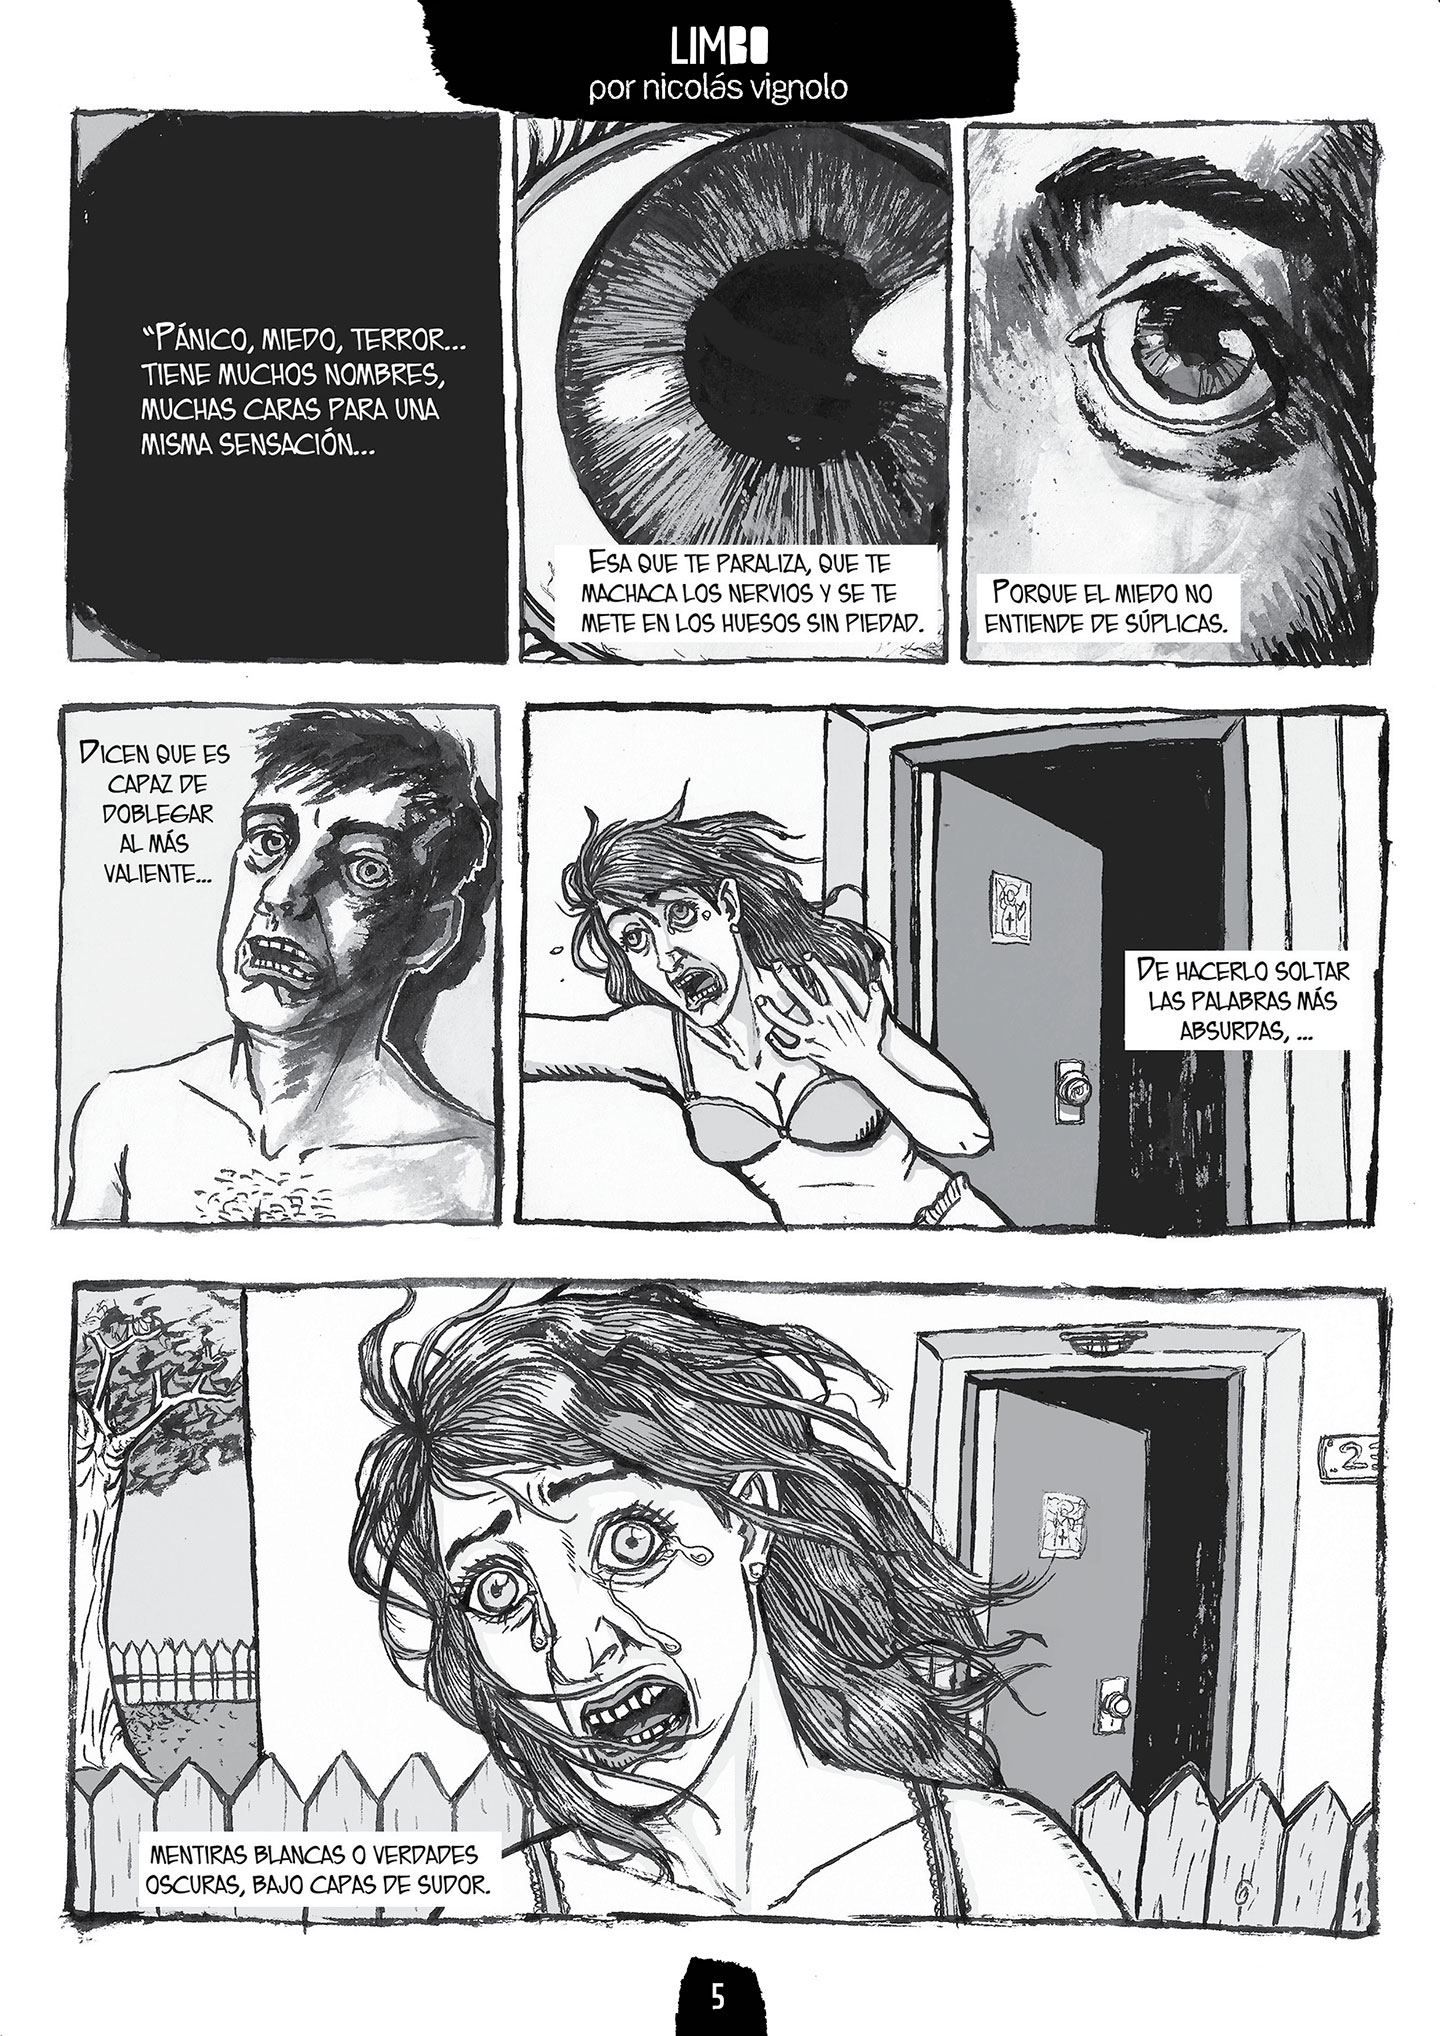 LIMBO
por nicolás vignolo
“PÁNICO, MIEDO, TERROR...
TIENE MUCHOS NOMBRES,
MUCHAS CARAS PARA UNA
MISMA SENSACIÓN...
ESA QUE TE PARALIZA, QUE TE
MACHACA LOS NERVIOS Y SE TE
METE EN LOS HUESOS SIN PIEDAD.
PORQUE EL MIEDO NO
ENTIENDE DE SÚPLICAS.
DICEN QUE ES
CAPAZ DE
DOBLEGAR
AL MÁS
VALIENTE...
DE HACERLO SOLTAR
LAS PALABRAS MÁS
ABSURDAS, ...
MENTIRAS BLANCAS O VERDADES
OSCURAS, BAJO CAPAS DE SUDOR.
5